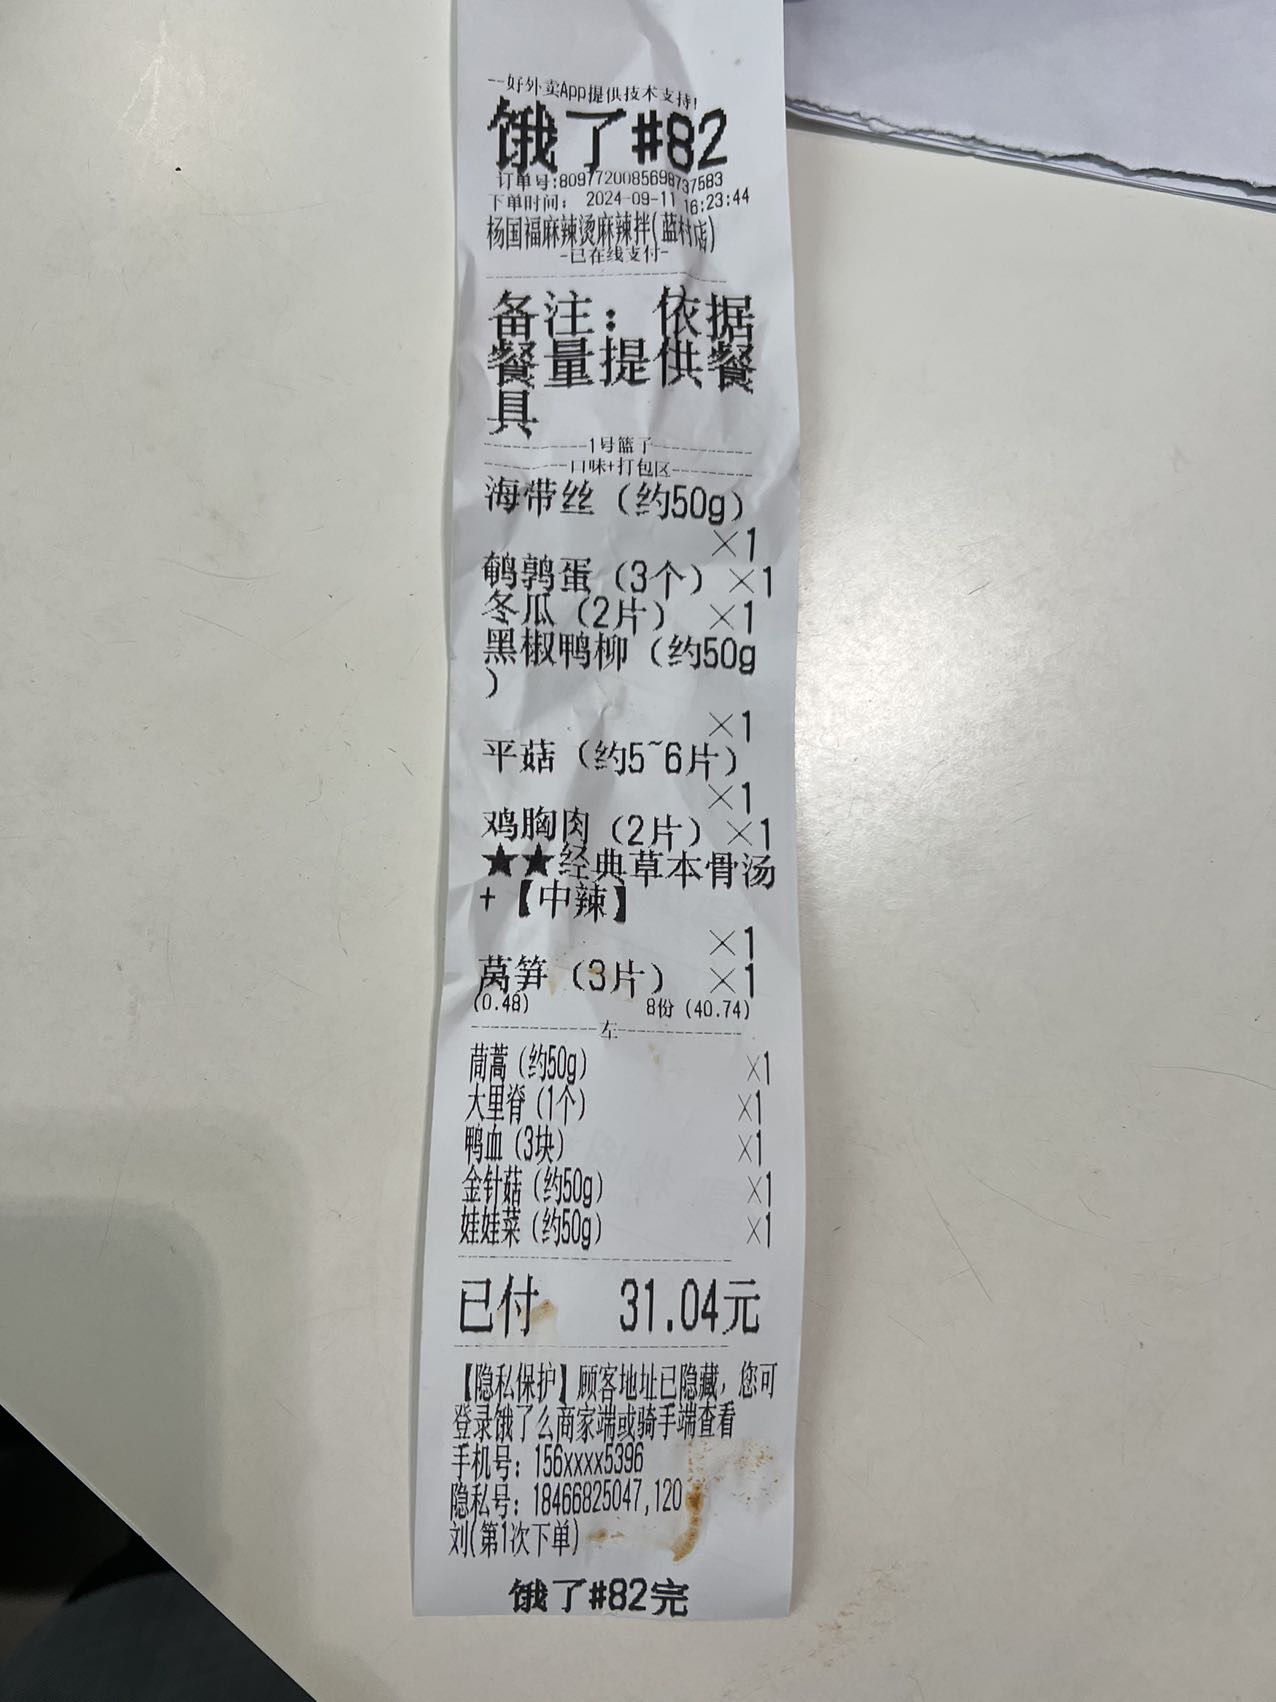 --好外卖App提供技术支持!
饿了#82
订单号:8097720085698737583
下单时间: 2024-09-11 16:23:44
杨国福麻辣烫麻辣拌(蓝村店)
-已在线支付-
备注: 依据
餐量提供餐
具
1号篮子
口味+打包区
海带丝(约50g)
×1
鹌鹑蛋(3个) ×1
冬瓜(2片) ×1
黑椒鸭柳(约50g
)
×1
平菇(约5~6片)
×1
鸡胸肉(2片) ×1
★★经典草本骨汤
+【中辣】
×1
莴笋(3片) ×1
(0.48) 8份(40.74)
左
茼蒿(约50g) ×1
大里脊(1个) ×1
鸭血(3块) ×1
金针菇(约50g) ×1
娃娃菜(约50g) ×1
已付 31.04元
【隐私保护】顾客地址已隐藏,您可
登录饿了么商家端或骑手端查看
手机号: 156xxxx5396
隐私号: 18466825047,120
刘(第1次下单)
饿了#82完